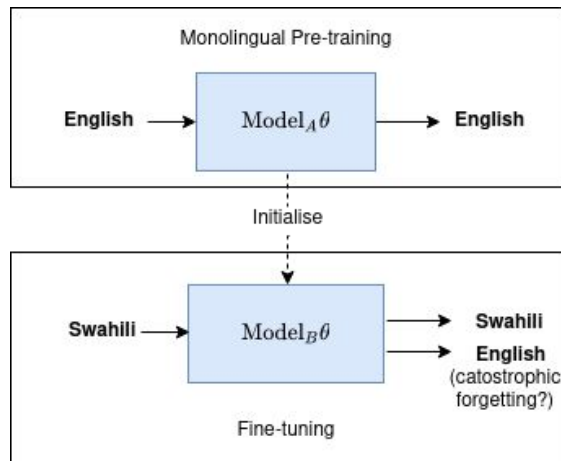 Monolingual Pre-training
English
Model_A θ
English
Initialise
Swahili
Model_B θ
Swahili
English
(catostrophic
forgetting?)
Fine-tuning